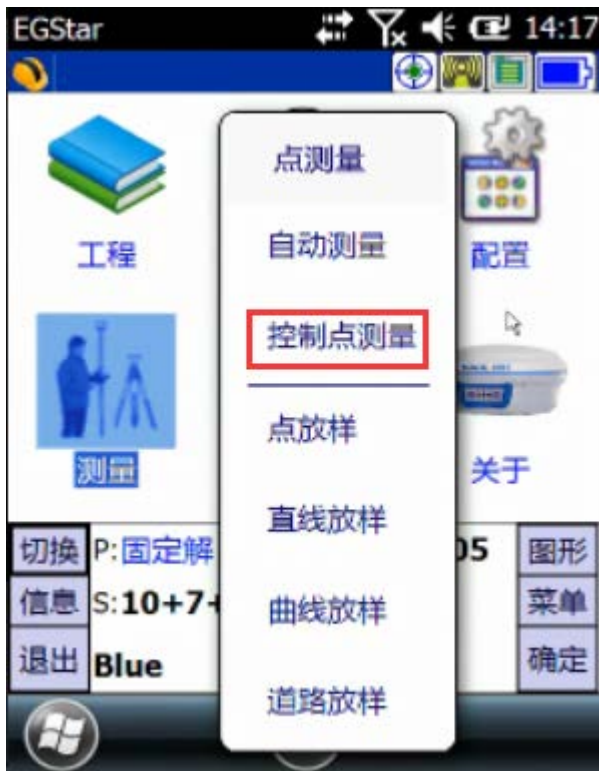 EGStar 14:17
点测量
自动测量
控制点测量
点放样
直线放样
曲线放样
道路放样
工程
配置
测量
关于
切换 P:固定解 05 图形
信息 S:10+7+ 菜单
退出 Blue 确定